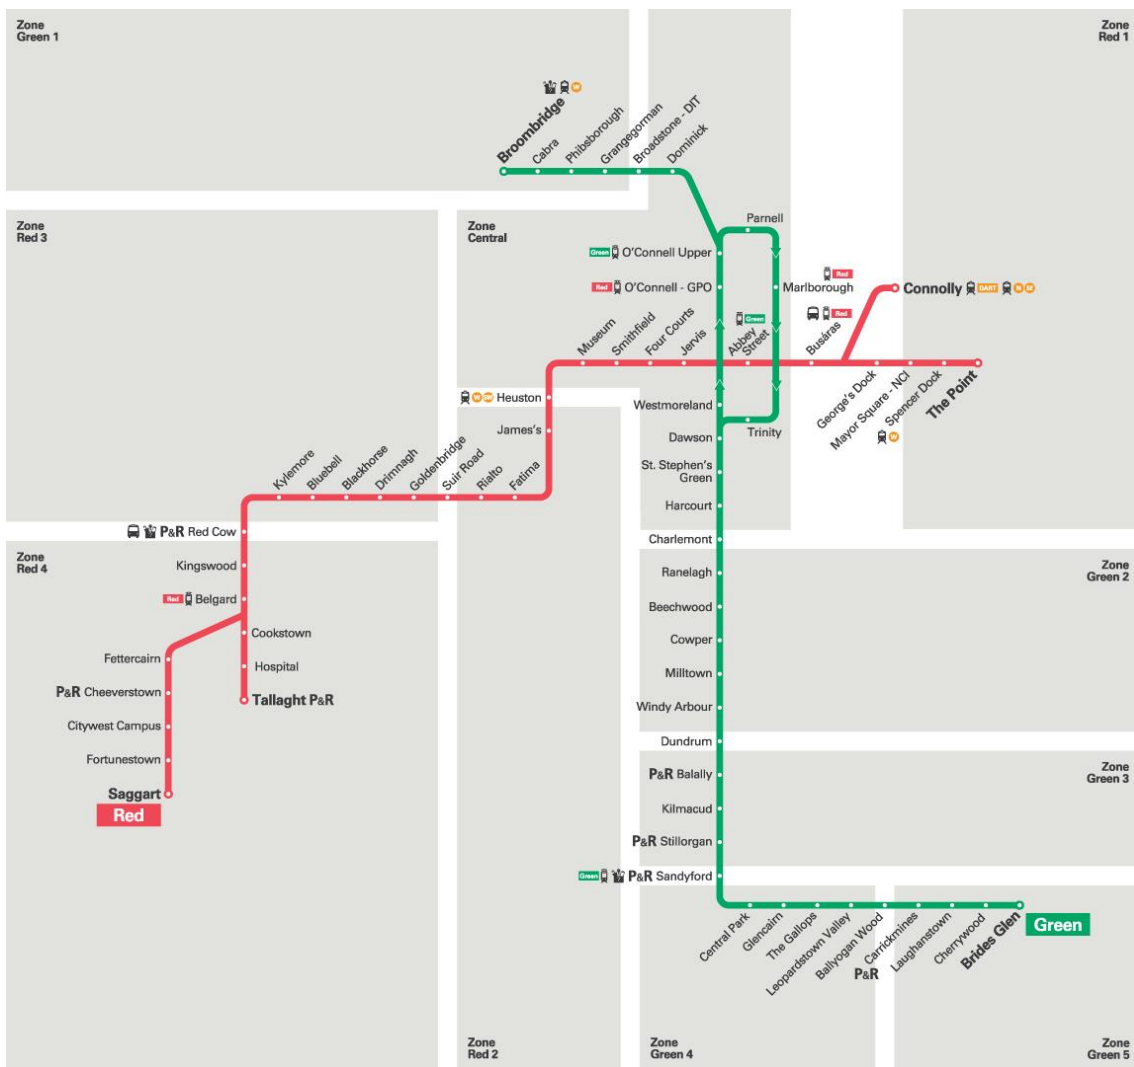 Zone
Green 1
Zone
Red 1
W
Broombridge
Cabra
Phibsborough
Grangegorman
Broadstone - DIT
Dominick
Zone
Red 3
Zone
Central
Parnell
Green O'Connell Upper
Red O'Connell - GPO
Marlborough
Red
Connolly DART N M
Red
Busáras
Green
Abbey
Street
Museum
Smithfield
Four Courts
Jervis
George's Dock
Mayor Square - NCI
Spencer Dock
W
The Point
W SW Heuston
James's
Westmoreland
Trinity
Dawson
St. Stephen's
Green
Harcourt
Charlemont
Kylemore
Bluebell
Blackhorse
Drimnagh
Goldenbridge
Suir Road
Rialto
Fatima
P&R Red Cow
Zone
Red 4
Kingswood
Red Belgard
Cookstown
Hospital
Tallaght P&R
Fettercairn
P&R Cheeverstown
Citywest Campus
Fortunestown
Saggart
Red
Zone
Green 2
Ranelagh
Beechwood
Cowper
Milltown
Windy Arbour
Dundrum
Zone
Green 3
P&R Balally
Kilmacud
P&R Stillorgan
Green P&R Sandyford
Central Park
Glencairn
The Gallops
Leopardstown Valley
Ballyogan Wood
Carrickmines
P&R
Laughanstown
Cherrywood
Brides Glen
Green
Zone
Red 2
Zone
Green 4
Zone
Green 5